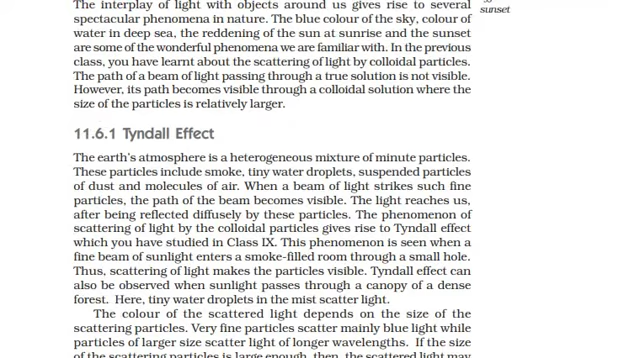 The interplay of light with objects around us gives rise to several
spectacular phenomena in nature. The blue colour of the sky, colour of
water in deep sea, the reddening of the sun at sunrise and the sunset
are some of the wonderful phenomena we are familiar with. In the previous
class, you have learnt about the scattering of light by colloidal particles.
The path of a beam of light passing through a true solution is not visible.
However, its path becomes visible through a colloidal solution where the
size of the particles is relatively larger.
sunset
11.6.1 Tyndall Effect
The earth's atmosphere is a heterogeneous mixture of minute particles.
These particles include smoke, tiny water droplets, suspended particles
of dust and molecules of air. When a beam of light strikes such fine
particles, the path of the beam becomes visible. The light reaches us,
after being reflected diffusely by these particles. The phenomenon of
scattering of light by the colloidal particles gives rise to Tyndall effect
which you have studied in Class IX. This phenomenon is seen when a
fine beam of sunlight enters a smoke-filled room through a small hole.
Thus, scattering of light makes the particles visible. Tyndall effect can
also be observed when sunlight passes through a canopy of a dense
forest. Here, tiny water droplets in the mist scatter light.
The colour of the scattered light depends on the size of the
scattering particles. Very fine particles scatter mainly blue light while
particles of larger size scatter light of longer wavelengths. If the size
of the scattering particles is large enough, then, the scattered light may